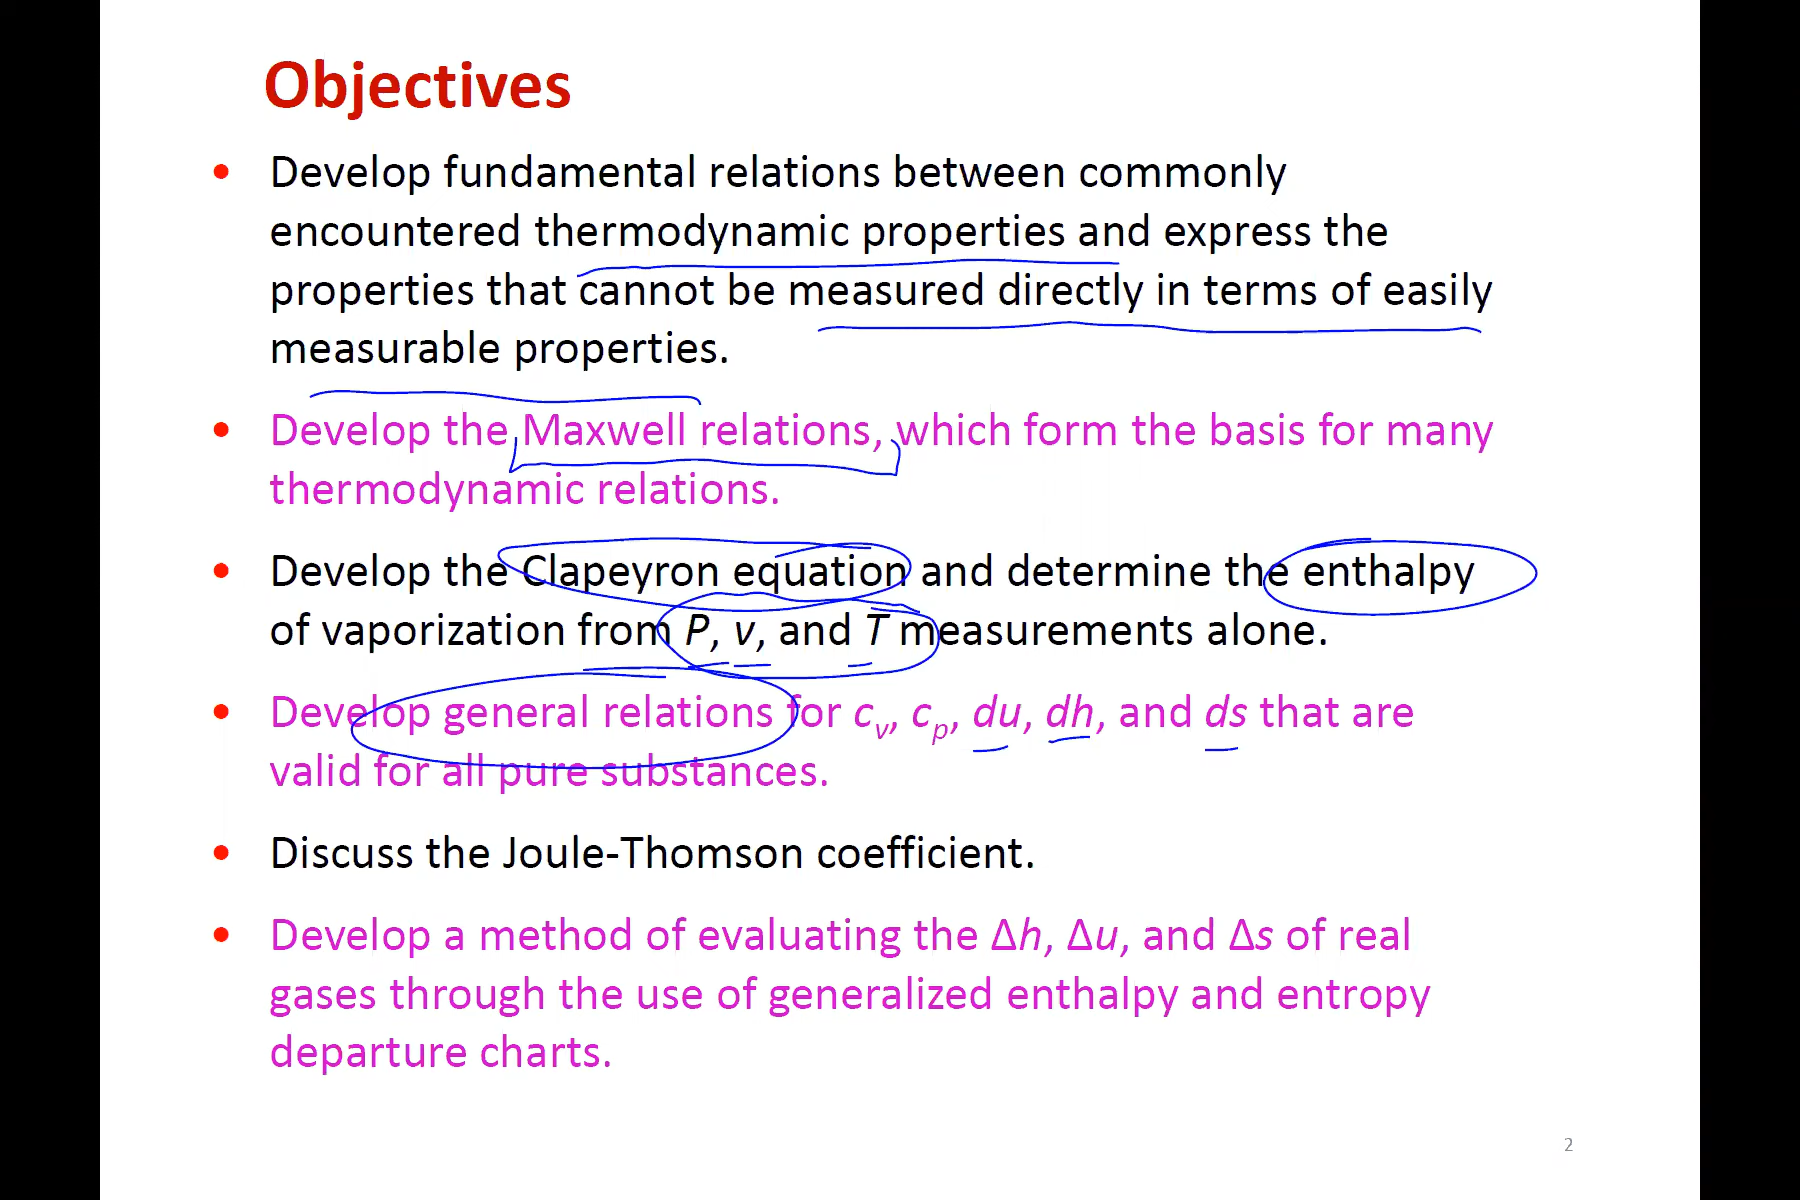 Objectives
• Develop fundamental relations between commonly
encountered thermodynamic properties and express the
properties that cannot be measured directly in terms of easily
measurable properties.
• Develop the Maxwell relations, which form the basis for many
thermodynamic relations.
• Develop the Clapeyron equation and determine the enthalpy
of vaporization from P, v, and T measurements alone.
• Develop general relations for cᵥ, cₚ, du, dh, and ds that are
valid for all pure substances.
• Discuss the Joule-Thomson coefficient.
• Develop a method of evaluating the Δh, Δu, and Δs of real
gases through the use of generalized enthalpy and entropy
departure charts.
2